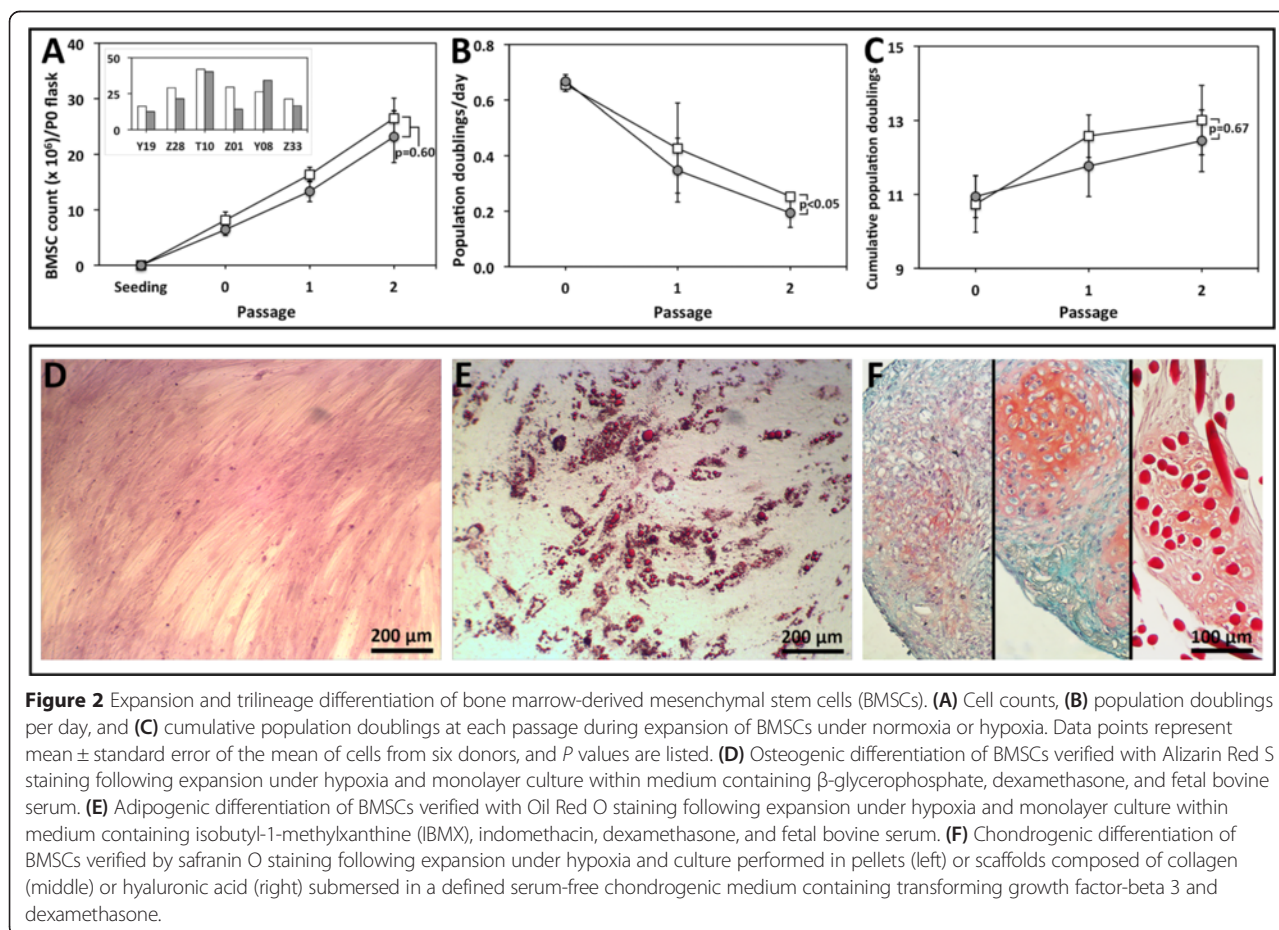 A
40
30
20
10
0
BMSC count (x 10⁶)/P0 flask
50
25
0
Y19 Z28 T10 Z01 Y08 Z33
p=0.60
Seeding 0 1 2
Passage
B
0.8
0.6
0.4
0.2
0.0
Population doublings/day
p<0.05
0 1 2
Passage
C
15
13
11
9
Cumulative population doublings
p=0.67
0 1 2
Passage
D
200 µm
E
200 µm
F
100 µm
Figure 2 Expansion and trilineage differentiation of bone marrow-derived mesenchymal stem cells (BMSCs). (A) Cell counts, (B) population doublings
per day, and (C) cumulative population doublings at each passage during expansion of BMSCs under normoxia or hypoxia. Data points represent
mean ± standard error of the mean of cells from six donors, and P values are listed. (D) Osteogenic differentiation of BMSCs verified with Alizarin Red S
staining following expansion under hypoxia and monolayer culture within medium containing β-glycerophosphate, dexamethasone, and fetal bovine
serum. (E) Adipogenic differentiation of BMSCs verified with Oil Red O staining following expansion under hypoxia and monolayer culture within
medium containing isobutyl-1-methylxanthine (IBMX), indomethacin, dexamethasone, and fetal bovine serum. (F) Chondrogenic differentiation of
BMSCs verified by safranin O staining following expansion under hypoxia and culture performed in pellets (left) or scaffolds composed of collagen
(middle) or hyaluronic acid (right) submersed in a defined serum-free chondrogenic medium containing transforming growth factor-beta 3 and
dexamethasone.